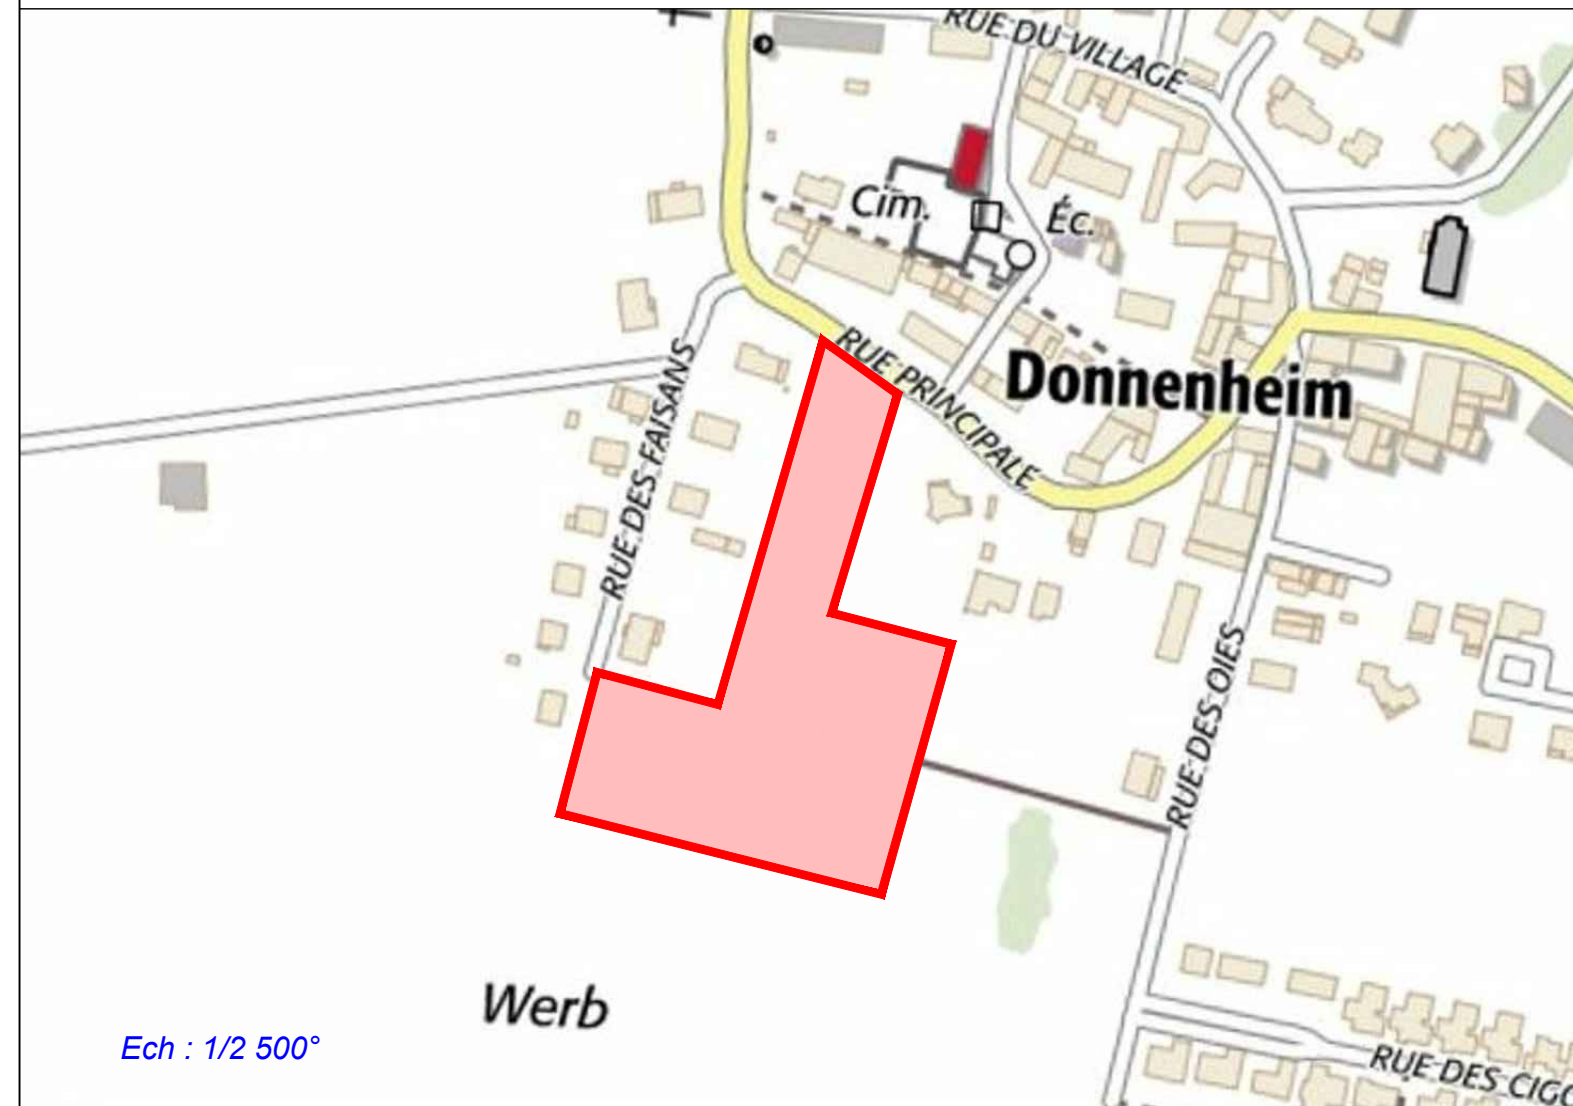 RUE DU VILLAGE
Cim.
Éc.
RUE PRINCIPALE
Donnenheim
RUE DES FAISANS
RUE DES OIES
Werb
Ech : 1/2 500°
RUE DES CIGO